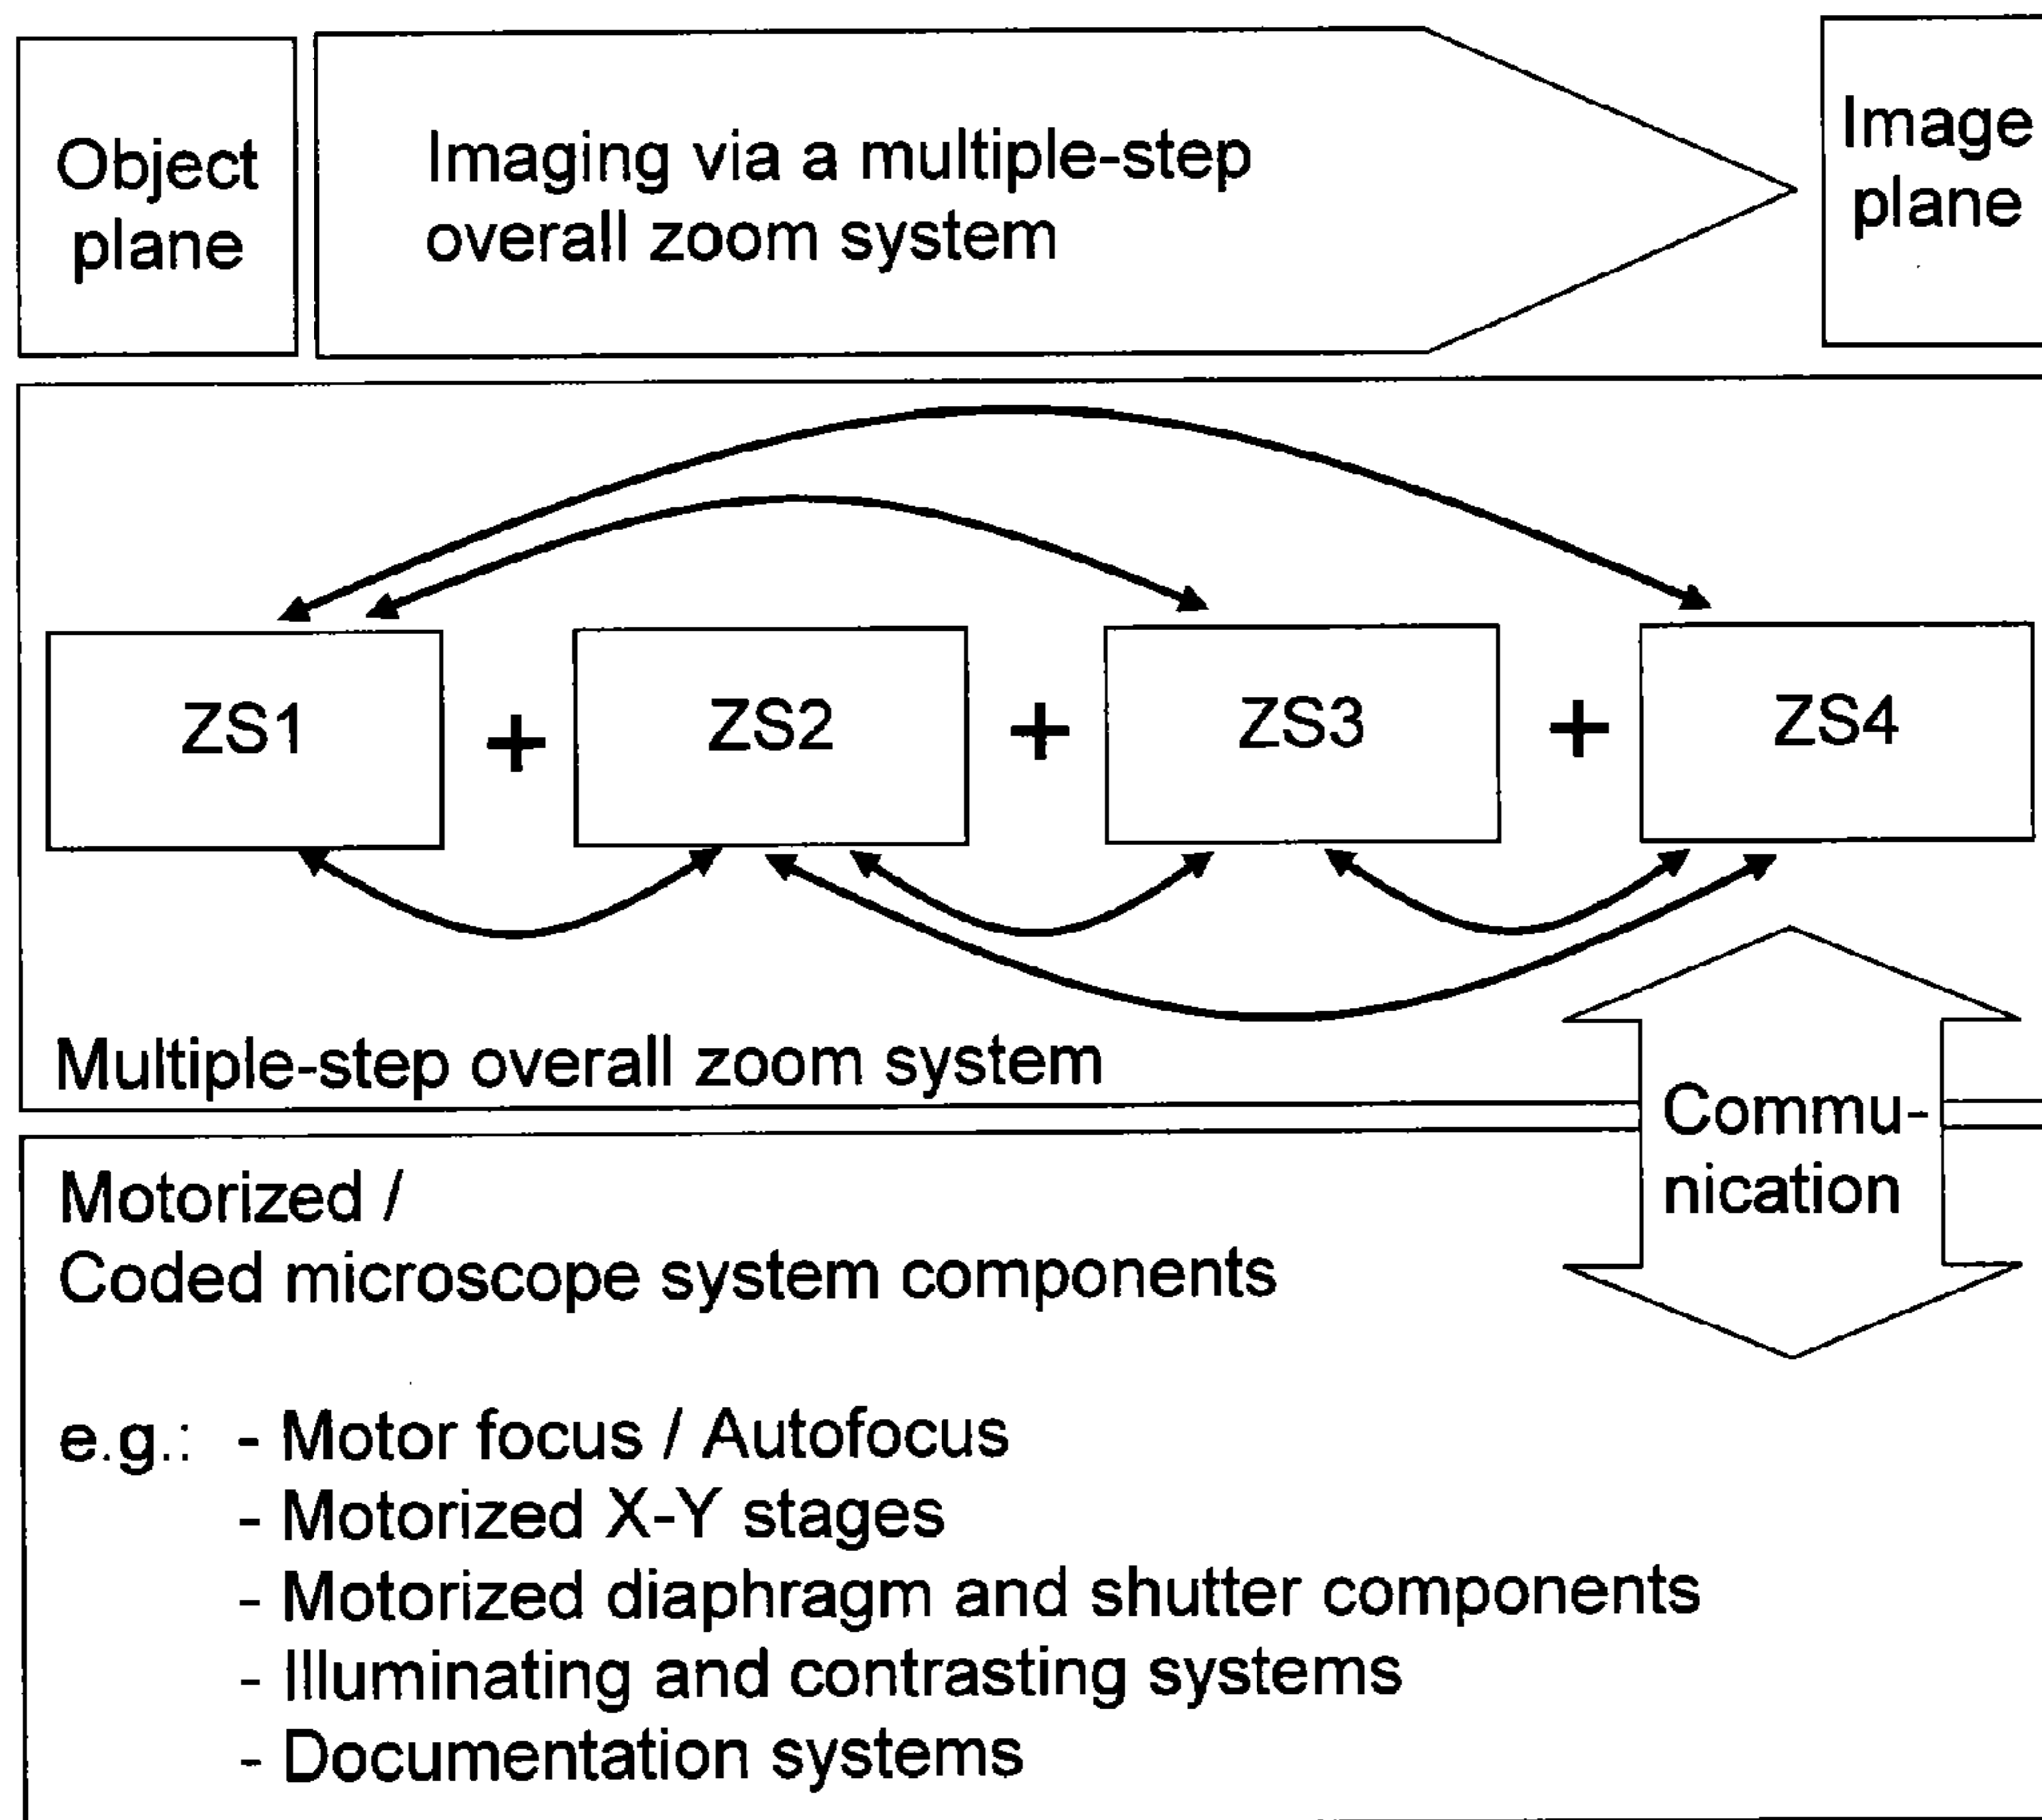 Object
plane
Imaging via a multiple-step
overall zoom system
Image
plane
ZS1 + ZS2 + ZS3 + ZS4
Multiple-step overall zoom system
Commu-
nication
Motorized /
Coded microscope system components
e.g.: - Motor focus / Autofocus
- Motorized X-Y stages
- Motorized diaphragm and shutter components
- Illuminating and contrasting systems
- Documentation systems